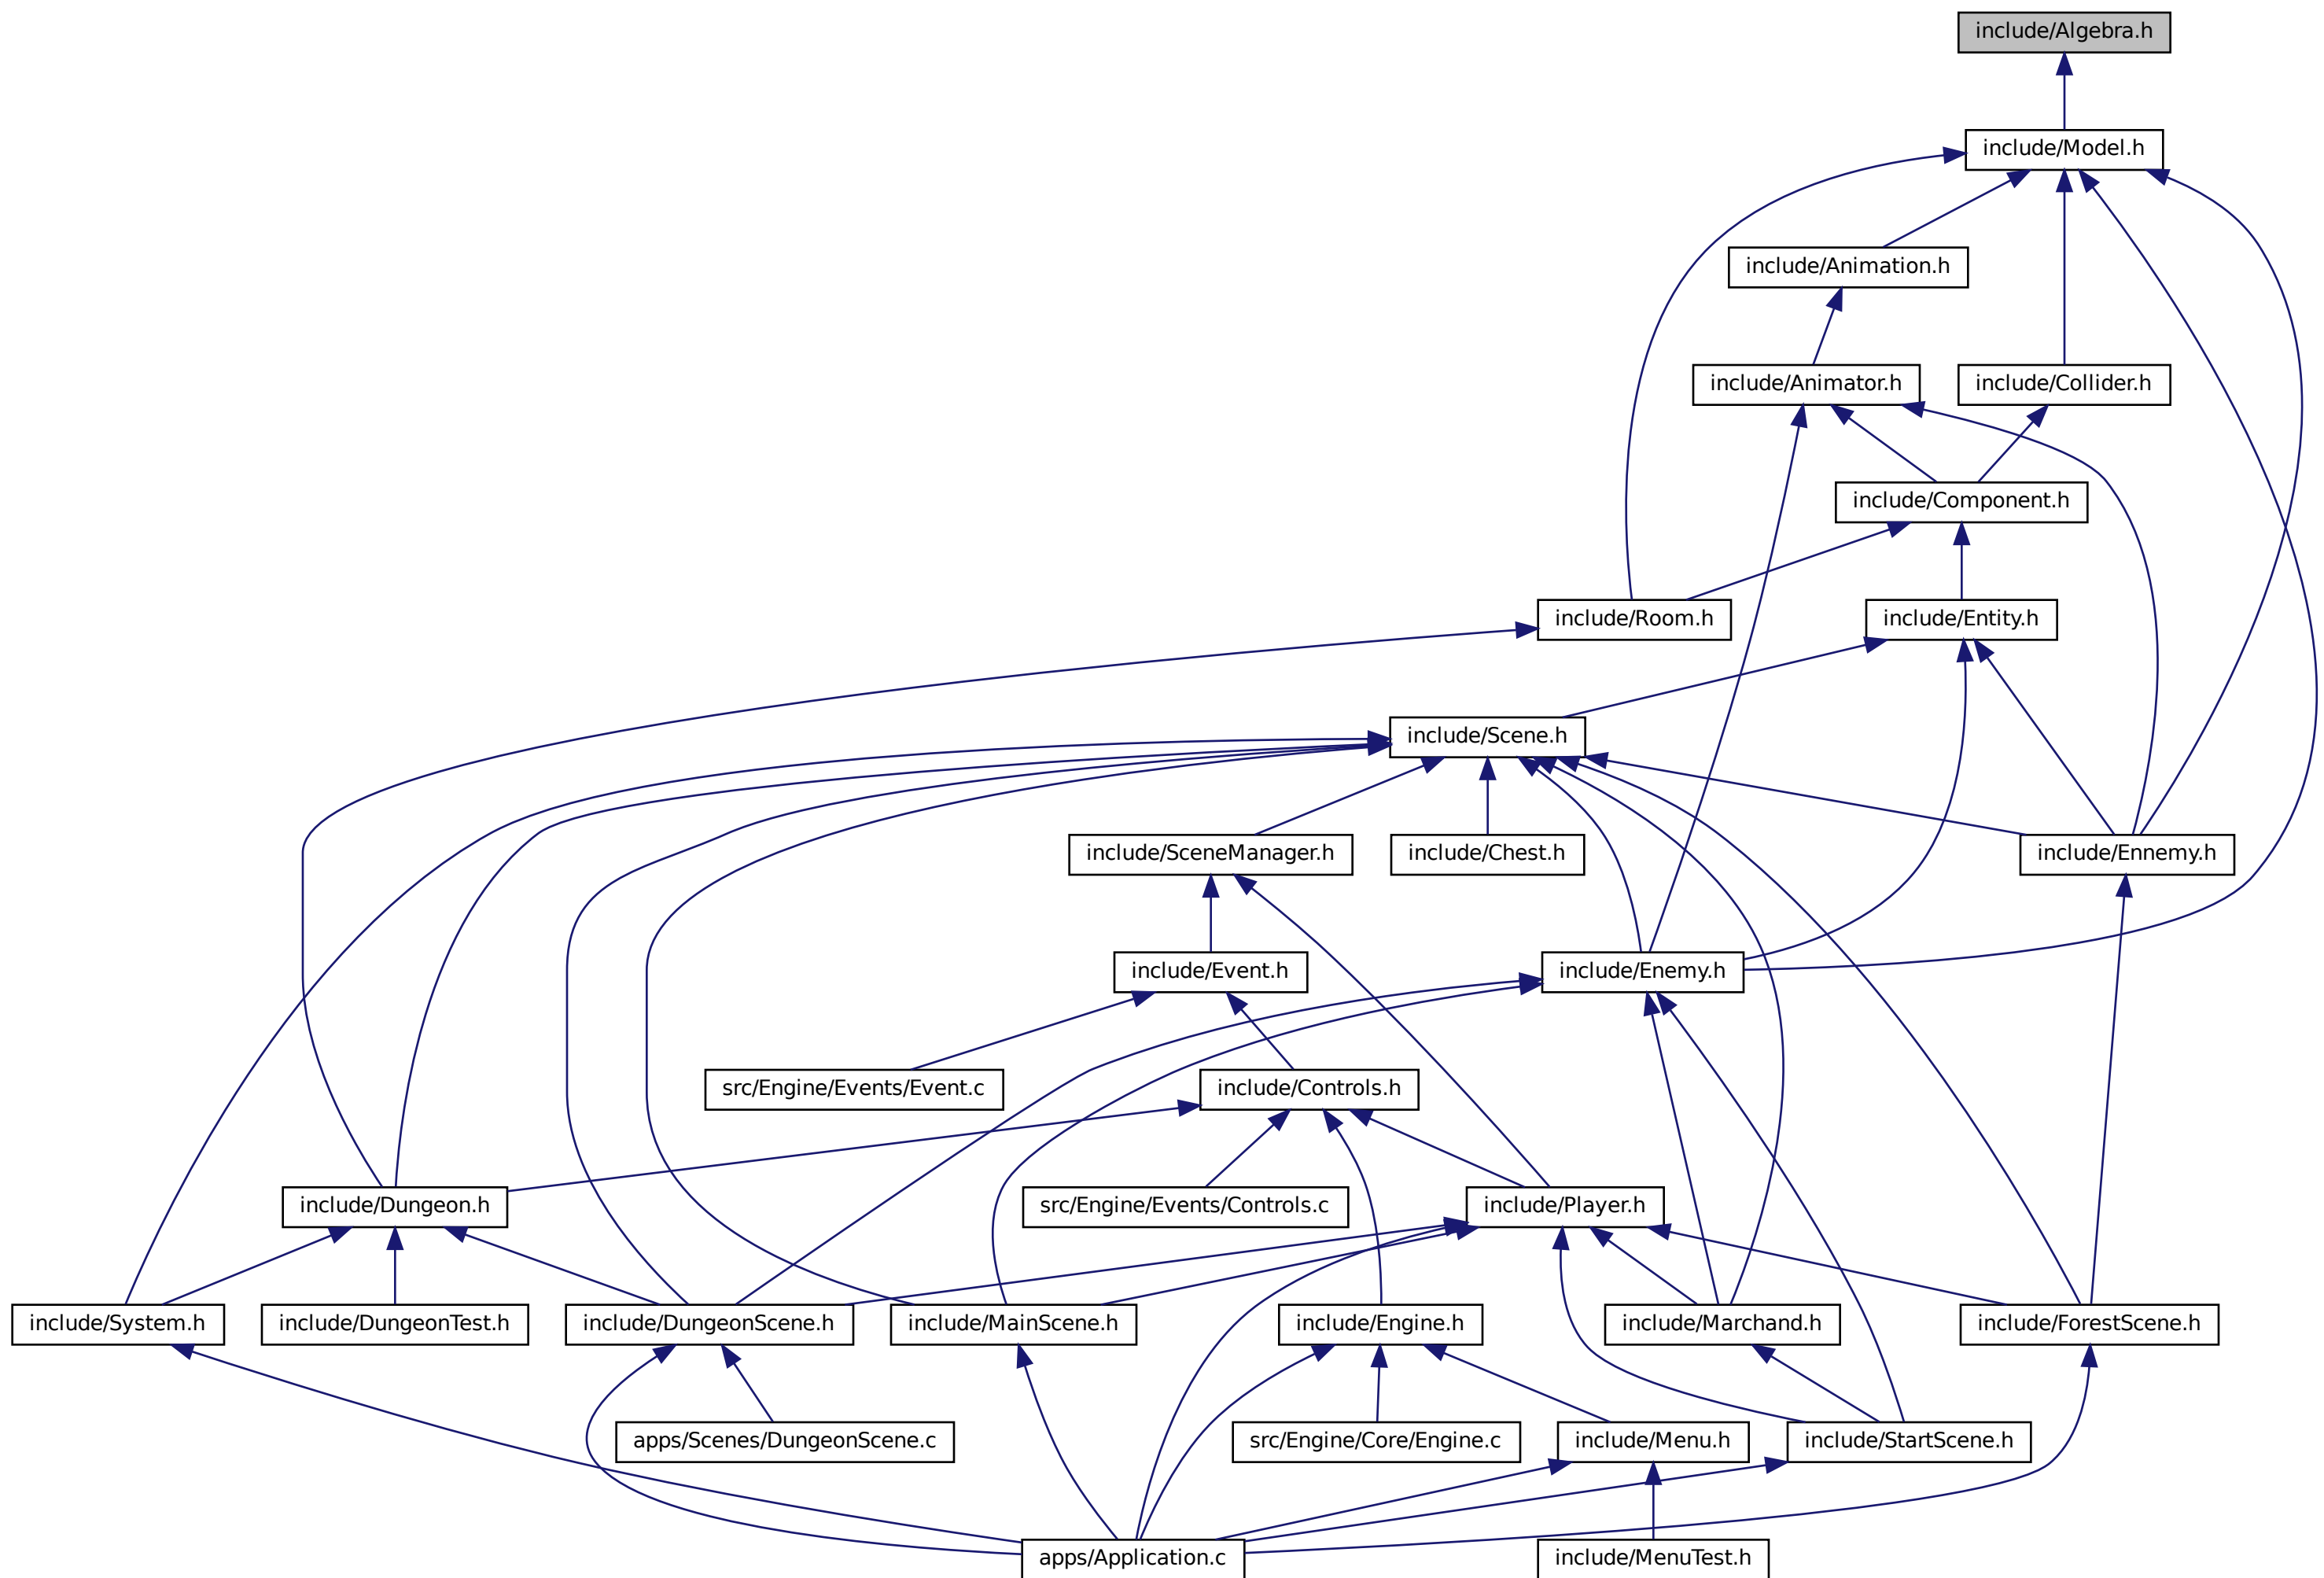 include/Algebra.h
include/Model.h
include/Animation.h
include/Animator.h
include/Collider.h
include/Component.h
include/Room.h
include/Entity.h
include/Scene.h
include/SceneManager.h
include/Chest.h
include/Ennemy.h
include/Event.h
include/Enemy.h
src/Engine/Events/Event.c
include/Controls.h
include/Dungeon.h
src/Engine/Events/Controls.c
include/Player.h
include/System.h
include/DungeonTest.h
include/DungeonScene.h
include/MainScene.h
include/Engine.h
include/Marchand.h
include/ForestScene.h
apps/Scenes/DungeonScene.c
src/Engine/Core/Engine.c
include/Menu.h
include/StartScene.h
apps/Application.c
include/MenuTest.h